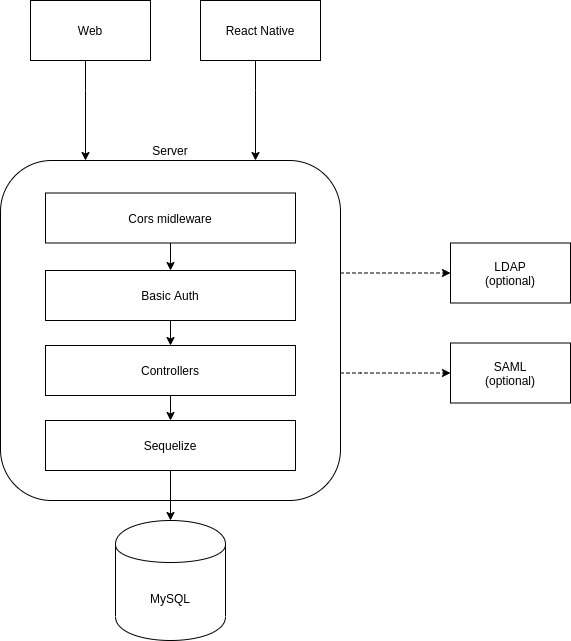 Web
React Native
Server
Cors midleware
Basic Auth
Controllers
Sequelize
MySQL
LDAP
(optional)
SAML
(optional)